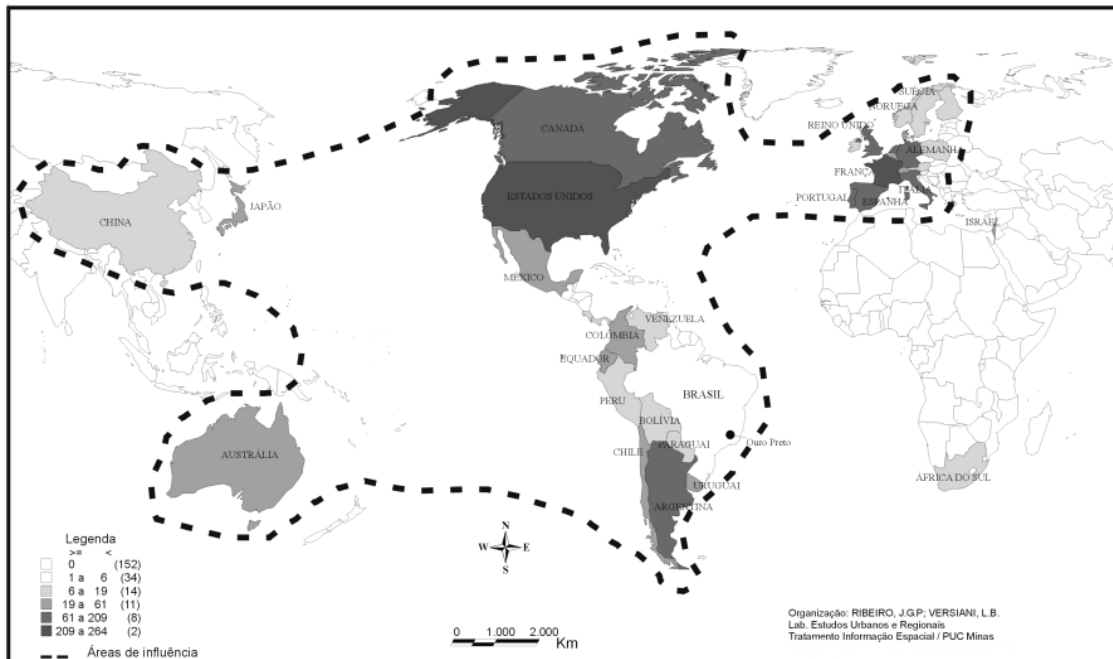 SUÉCIA
NORUEGA
REINO UNIDO
CANADÁ
ALEMANHA
FRANÇA
ITÁLIA
ESTADOS UNIDOS
PORTUGAL
ESPANHA
JAPÃO
CHINA
ISRAEL
MÉXICO
VENEZUELA
COLÔMBIA
EQUADOR
BRASIL
PERU
BOLÍVIA
Ouro Preto
PARAGUAI
CHILE
AUSTRÁLIA
ÁFRICA DO SUL
URUGUAI
ARGENTINA
N
W E
S
Legenda
>= <
0 (152)
1 a 6 (34)
6 a 19 (14)
19 a 61 (11)
61 a 209 (8)
209 a 264 (2)
Áreas de influência
0 1.000 2.000
Km
Organização: RIBEIRO, J.G.P; VERSIANI, L.B.
Lab. Estudos Urbanos e Regionais
Tratamento Informação Espacial / PUC Minas